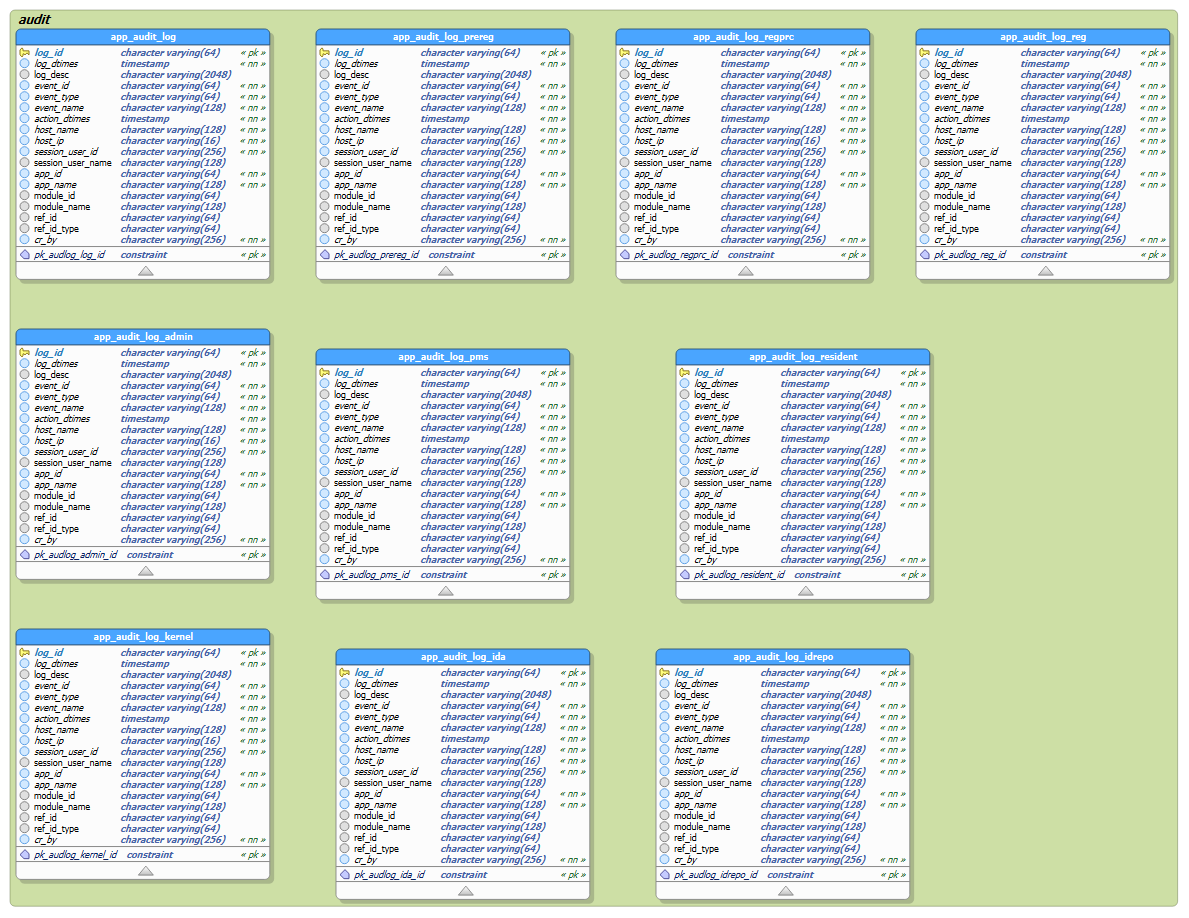 audit
app_audit_log
log_id character varying(64) « pk »
log_dtimes timestamp « nn »
log_desc character varying(2048)
event_id character varying(64) « nn »
event_type character varying(64) « nn »
event_name character varying(128) « nn »
action_dtimes timestamp « nn »
host_name character varying(128) « nn »
host_ip character varying(16) « nn »
session_user_id character varying(256) « nn »
session_user_name character varying(128)
app_id character varying(64) « nn »
app_name character varying(128) « nn »
module_id character varying(64)
module_name character varying(128)
ref_id character varying(64)
ref_id_type character varying(64)
cr_by character varying(256) « nn »
pk_audlog_log_id constraint « pk »
app_audit_log_prereg
log_id character varying(64) « pk »
log_dtimes timestamp « nn »
log_desc character varying(2048)
event_id character varying(64) « nn »
event_type character varying(64) « nn »
event_name character varying(128) « nn »
action_dtimes timestamp « nn »
host_name character varying(128) « nn »
host_ip character varying(16) « nn »
session_user_id character varying(256) « nn »
session_user_name character varying(128)
app_id character varying(64) « nn »
app_name character varying(128) « nn »
module_id character varying(64)
module_name character varying(128)
ref_id character varying(64)
ref_id_type character varying(64)
cr_by character varying(256) « nn »
pk_audlog_prereg_id constraint « pk »
app_audit_log_regprc
log_id character varying(64) « pk »
log_dtimes timestamp « nn »
log_desc character varying(2048)
event_id character varying(64) « nn »
event_type character varying(64) « nn »
event_name character varying(128) « nn »
action_dtimes timestamp « nn »
host_name character varying(128) « nn »
host_ip character varying(16) « nn »
session_user_id character varying(256) « nn »
session_user_name character varying(128)
app_id character varying(64) « nn »
app_name character varying(128) « nn »
module_id character varying(64)
module_name character varying(128)
ref_id character varying(64)
ref_id_type character varying(64)
cr_by character varying(256) « nn »
pk_audlog_regprc_id constraint « pk »
app_audit_log_reg
log_id character varying(64) « pk »
log_dtimes timestamp « nn »
log_desc character varying(2048)
event_id character varying(64) « nn »
event_type character varying(64) « nn »
event_name character varying(128) « nn »
action_dtimes timestamp « nn »
host_name character varying(128) « nn »
host_ip character varying(16) « nn »
session_user_id character varying(256) « nn »
session_user_name character varying(128)
app_id character varying(64) « nn »
app_name character varying(128) « nn »
module_id character varying(64)
module_name character varying(128)
ref_id character varying(64)
ref_id_type character varying(64)
cr_by character varying(256) « nn »
pk_audlog_reg_id constraint « pk »
app_audit_log_admin
log_id character varying(64) « pk »
log_dtimes timestamp « nn »
log_desc character varying(2048)
event_id character varying(64) « nn »
event_type character varying(64) « nn »
event_name character varying(128) « nn »
action_dtimes timestamp « nn »
host_name character varying(128) « nn »
host_ip character varying(16) « nn »
session_user_id character varying(256) « nn »
session_user_name character varying(128)
app_id character varying(64) « nn »
app_name character varying(128) « nn »
module_id character varying(64)
module_name character varying(128)
ref_id character varying(64)
ref_id_type character varying(64)
cr_by character varying(256) « nn »
pk_audlog_admin_id constraint « pk »
app_audit_log_pms
log_id character varying(64) « pk »
log_dtimes timestamp « nn »
log_desc character varying(2048)
event_id character varying(64) « nn »
event_type character varying(64) « nn »
event_name character varying(128) « nn »
action_dtimes timestamp « nn »
host_name character varying(128) « nn »
host_ip character varying(16) « nn »
session_user_id character varying(256) « nn »
session_user_name character varying(128)
app_id character varying(64) « nn »
app_name character varying(128) « nn »
module_id character varying(64)
module_name character varying(128)
ref_id character varying(64)
ref_id_type character varying(64)
cr_by character varying(256) « nn »
pk_audlog_pms_id constraint « pk »
app_audit_log_resident
log_id character varying(64) « pk »
log_dtimes timestamp « nn »
log_desc character varying(2048)
event_id character varying(64) « nn »
event_type character varying(64) « nn »
event_name character varying(128) « nn »
action_dtimes timestamp « nn »
host_name character varying(128) « nn »
host_ip character varying(16) « nn »
session_user_id character varying(256) « nn »
session_user_name character varying(128)
app_id character varying(64) « nn »
app_name character varying(128) « nn »
module_id character varying(64)
module_name character varying(128)
ref_id character varying(64)
ref_id_type character varying(64)
cr_by character varying(256) « nn »
pk_audlog_resident_id constraint « pk »
app_audit_log_kernel
log_id character varying(64) « pk »
log_dtimes timestamp « nn »
log_desc character varying(2048)
event_id character varying(64) « nn »
event_type character varying(64) « nn »
event_name character varying(128) « nn »
action_dtimes timestamp « nn »
host_name character varying(128) « nn »
host_ip character varying(16) « nn »
session_user_id character varying(256) « nn »
session_user_name character varying(128)
app_id character varying(64) « nn »
app_name character varying(128) « nn »
module_id character varying(64)
module_name character varying(128)
ref_id character varying(64)
ref_id_type character varying(64)
cr_by character varying(256) « nn »
pk_audlog_kernel_id constraint « pk »
app_audit_log_ida
log_id character varying(64) « pk »
log_dtimes timestamp « nn »
log_desc character varying(2048)
event_id character varying(64) « nn »
event_type character varying(64) « nn »
event_name character varying(128) « nn »
action_dtimes timestamp « nn »
host_name character varying(128) « nn »
host_ip character varying(16) « nn »
session_user_id character varying(256) « nn »
session_user_name character varying(128)
app_id character varying(64) « nn »
app_name character varying(128) « nn »
module_id character varying(64)
module_name character varying(128)
ref_id character varying(64)
ref_id_type character varying(64)
cr_by character varying(256) « nn »
pk_audlog_ida_id constraint « pk »
app_audit_log_idrepo
log_id character varying(64) « pk »
log_dtimes timestamp « nn »
log_desc character varying(2048)
event_id character varying(64) « nn »
event_type character varying(64) « nn »
event_name character varying(128) « nn »
action_dtimes timestamp « nn »
host_name character varying(128) « nn »
host_ip character varying(16) « nn »
session_user_id character varying(256) « nn »
session_user_name character varying(128)
app_id character varying(64) « nn »
app_name character varying(128) « nn »
module_id character varying(64)
module_name character varying(128)
ref_id character varying(64)
ref_id_type character varying(64)
cr_by character varying(256) « nn »
pk_audlog_idrepo_id constraint « pk »